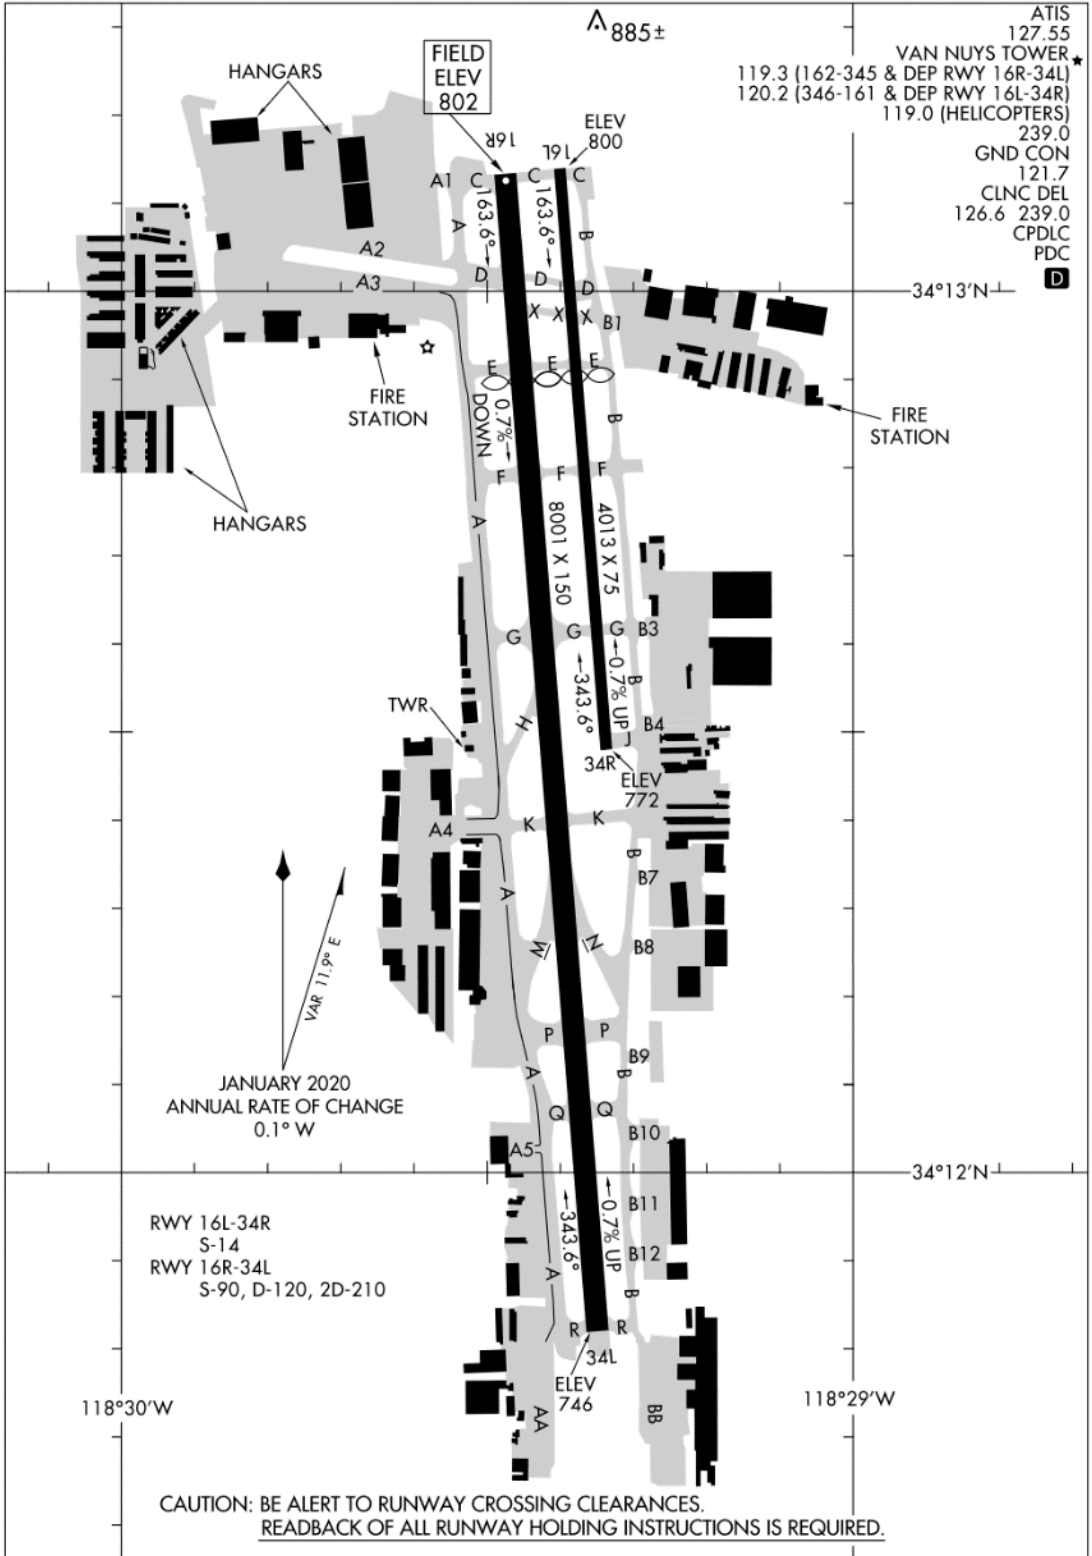 885±
ATIS
127.55
VAN NUYS TOWER
119.3 (162-345 & DEP RWY 16R-34L)
120.2 (346-161 & DEP RWY 16L-34R)
119.0 (HELICOPTERS)
239.0
GND CON
121.7
CLNC DEL
126.6 239.0
CPDLC
PDC
D
FIELD
ELEV
802
HANGARS
16R
16L
ELEV
800
A1 C C C
A 163.6° 163.6° B
A2
D D D
A3
34°13'N
X X X B1
E E E
FIRE
STATION
0.7%
DOWN
B
FIRE
STATION
F F F
HANGARS
A
8001 X 150
4013 X 75
G G G B3
343.6°
0.7% UP
B
H
TWR
B4
34R
ELEV
772
A4
K K
B
B7
A
M N
B8
VAR 11.9° E
P P
B9
A B
JANUARY 2020
ANNUAL RATE OF CHANGE
0.1° W
Q Q
B10
A5
34°12'N
B11
343.6°
0.7% UP
RWY 16L-34R
S-14
RWY 16R-34L
S-90, D-120, 2D-210
B12
A B
R R
34L
ELEV
746
118°30'W
118°29'W
AA BB
CAUTION: BE ALERT TO RUNWAY CROSSING CLEARANCES.
READBACK OF ALL RUNWAY HOLDING INSTRUCTIONS IS REQUIRED.